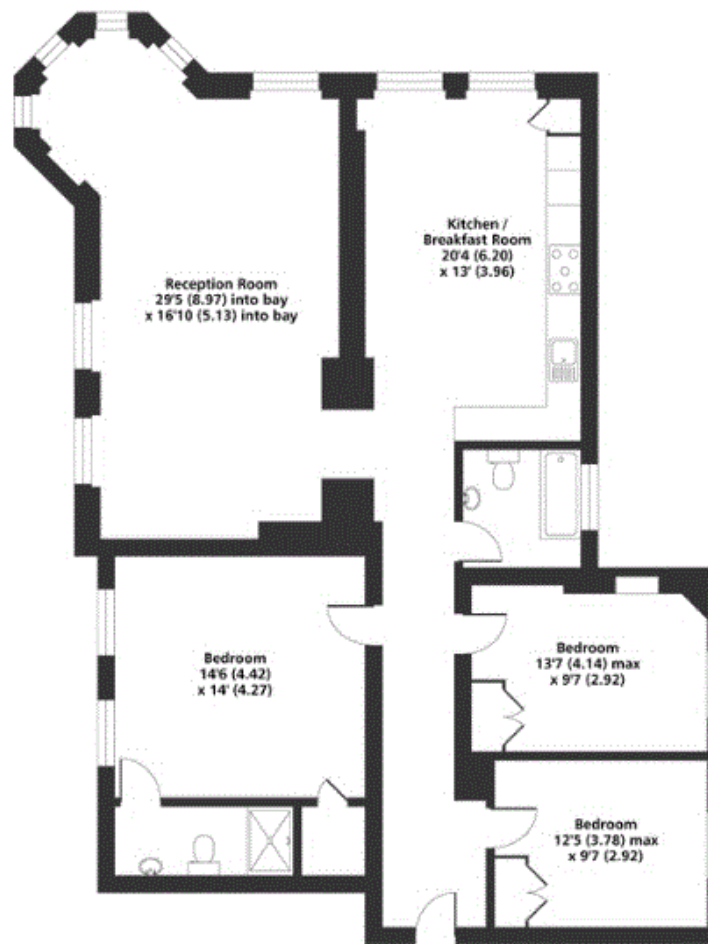 Kitchen /
Breakfast Room
20'4 (6.20)
x 13' (3.96)
Reception Room
29'5 (8.97) into bay
x 16'10 (5.13) into bay
Bedroom
14'6 (4.42)
x 14' (4.27)
Bedroom
13'7 (4.14) max
x 9'7 (2.92)
Bedroom
12'5 (3.78) max
x 9'7 (2.92)